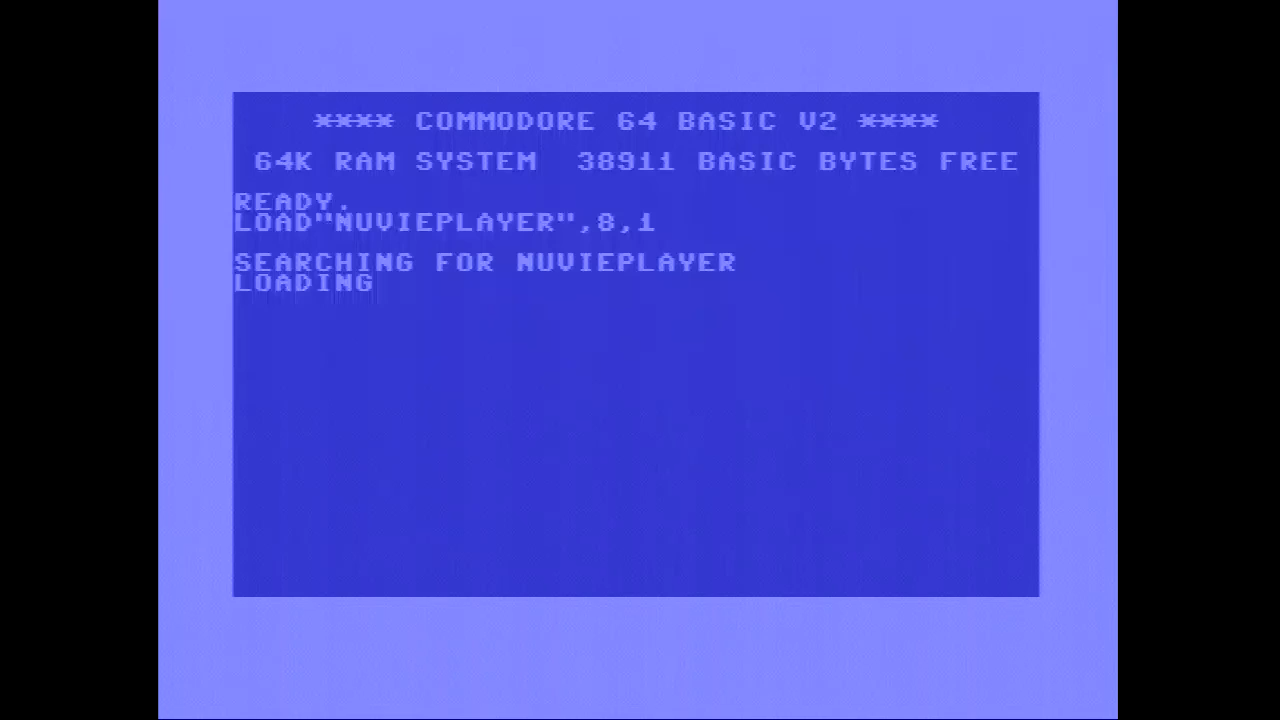 **** COMMODORE 64 BASIC V2 ****
64K RAM SYSTEM  38911 BASIC BYTES FREE
READY.
LOAD"NUVIEPLAYER",8,1
SEARCHING FOR NUVIEPLAYER
LOADING